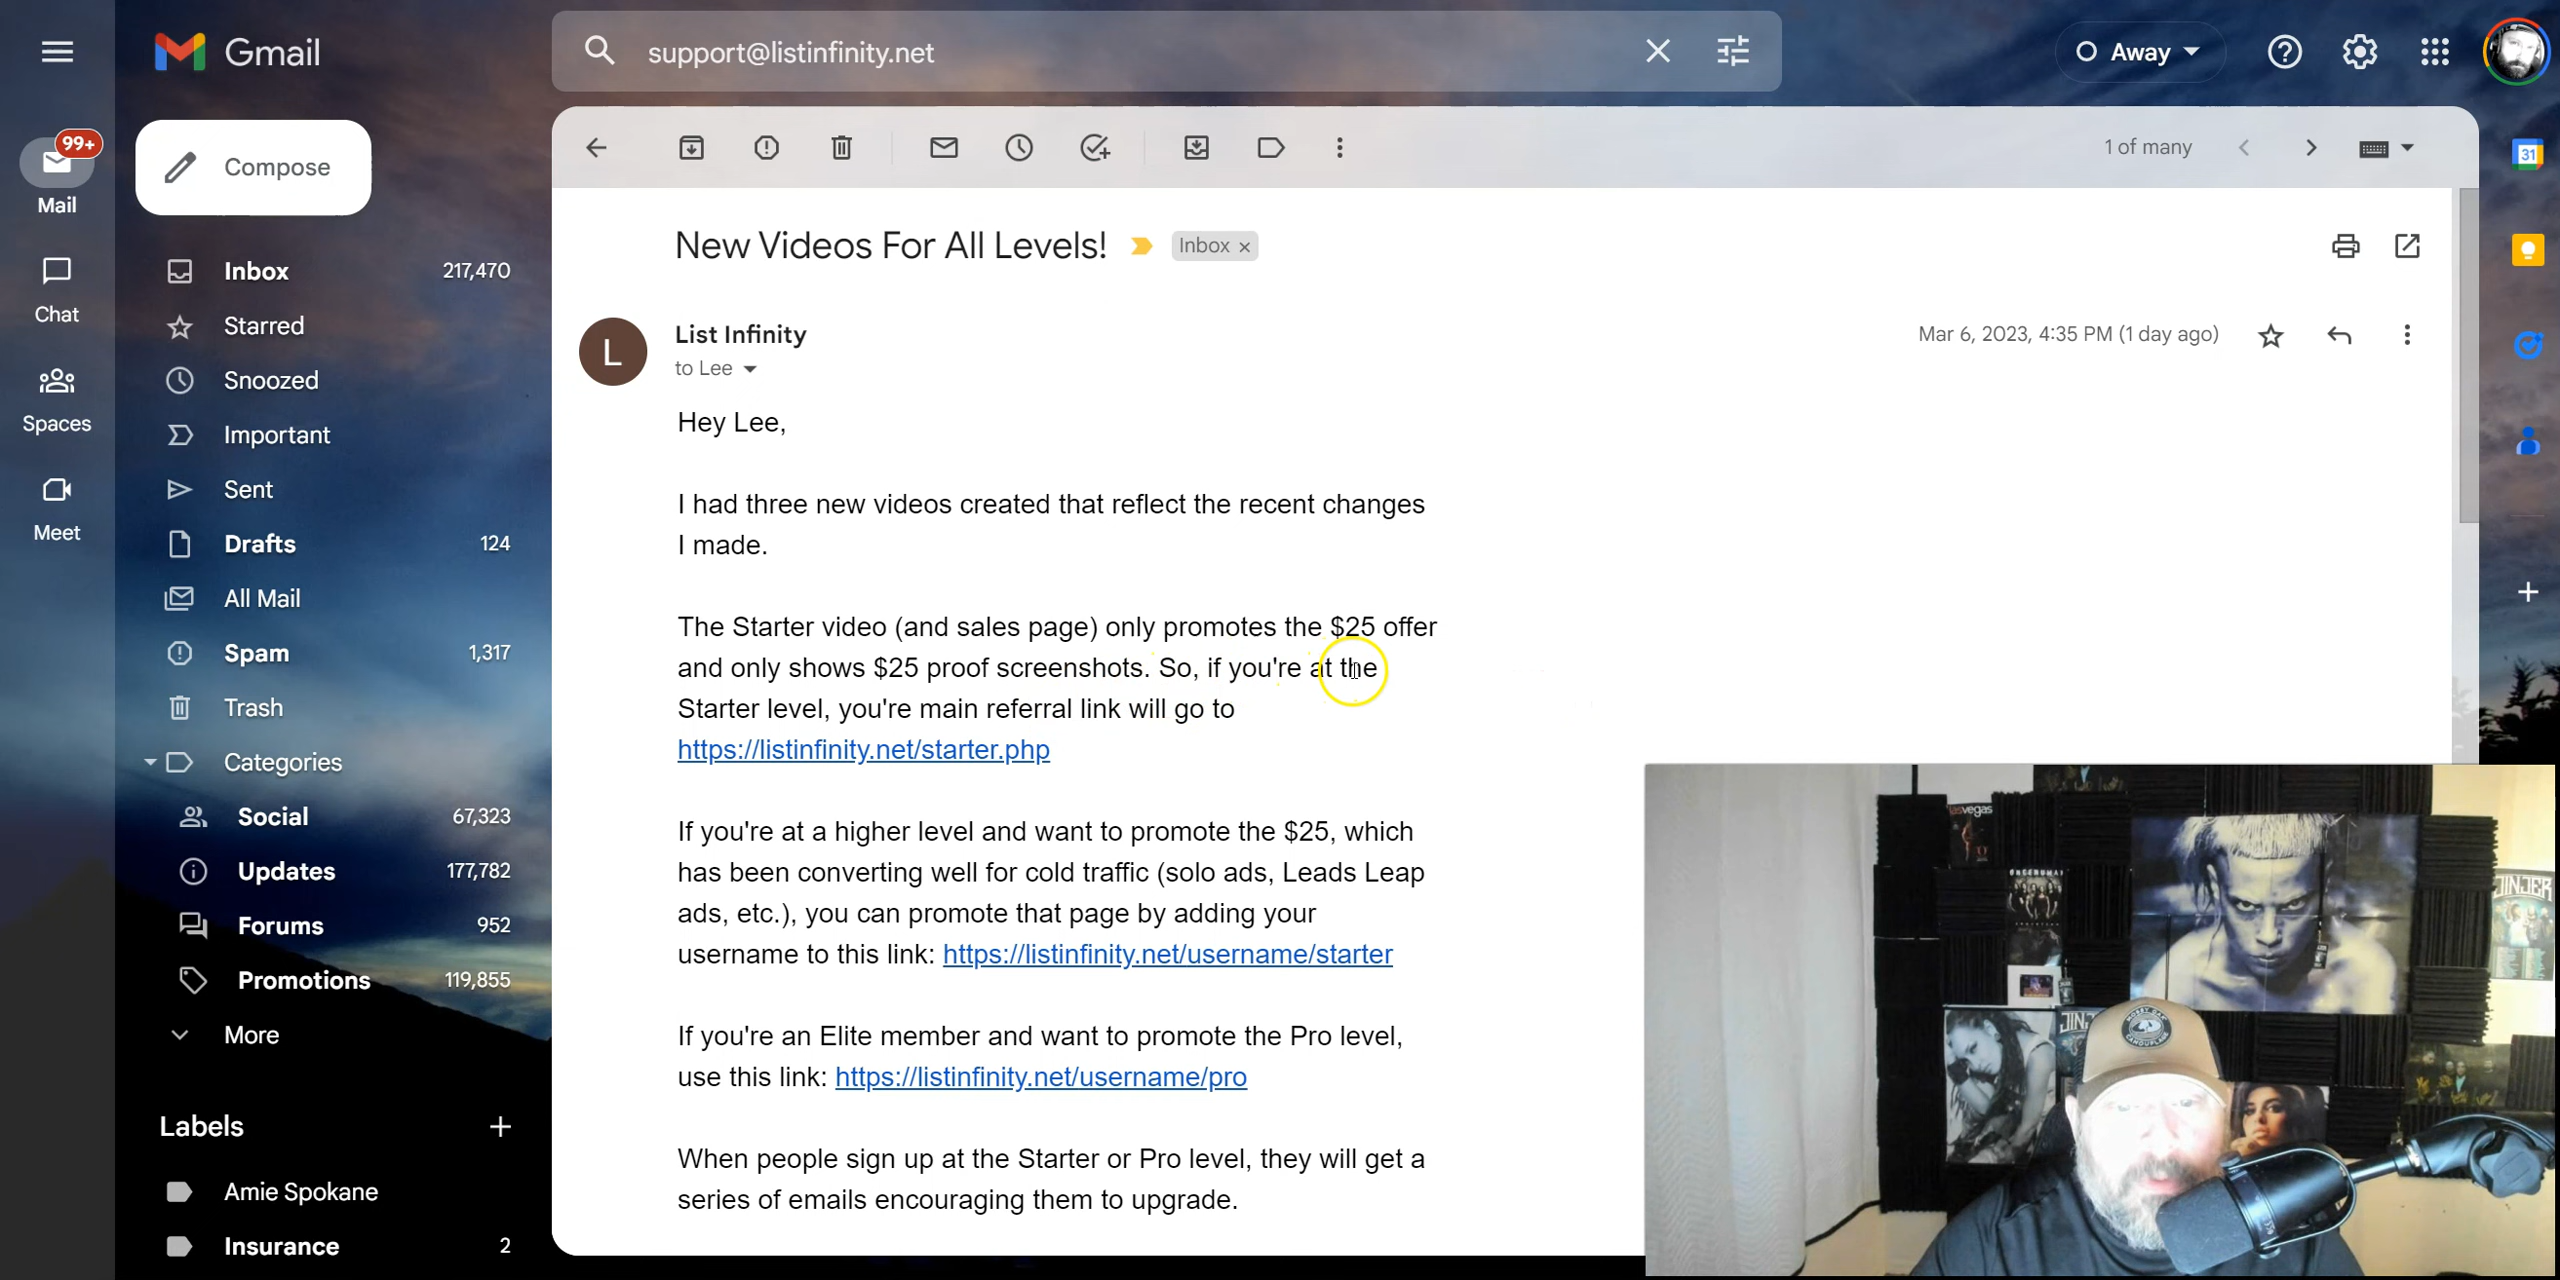 Gmail
support@listinfinity.net
Away
99+
Mail
Chat
Spaces
Meet
Compose
Inbox 217,470
Starred
Snoozed
Important
Sent
Drafts 124
All Mail
Spam 1,317
Trash
Categories
Social 67,323
Updates 177,782
Forums 952
Promotions 119,855
More
Labels
Amie Spokane
Insurance 2
1 of many
31
New Videos For All Levels!
Inbox
L
List Infinity
to Lee
Mar 6, 2023, 4:35 PM (1 day ago)
Hey Lee,
I had three new videos created that reflect the recent changes
I made.
The Starter video (and sales page) only promotes the $25 offer
and only shows $25 proof screenshots. So, if you're at the
Starter level, you're main referral link will go to
https://listinfinity.net/starter.php
If you're at a higher level and want to promote the $25, which
has been converting well for cold traffic (solo ads, Leads Leap
ads, etc.), you can promote that page by adding your
username to this link: https://listinfinity.net/username/starter
If you're an Elite member and want to promote the Pro level,
use this link: https://listinfinity.net/username/pro
When people sign up at the Starter or Pro level, they will get a
series of emails encouraging them to upgrade.
JINJER